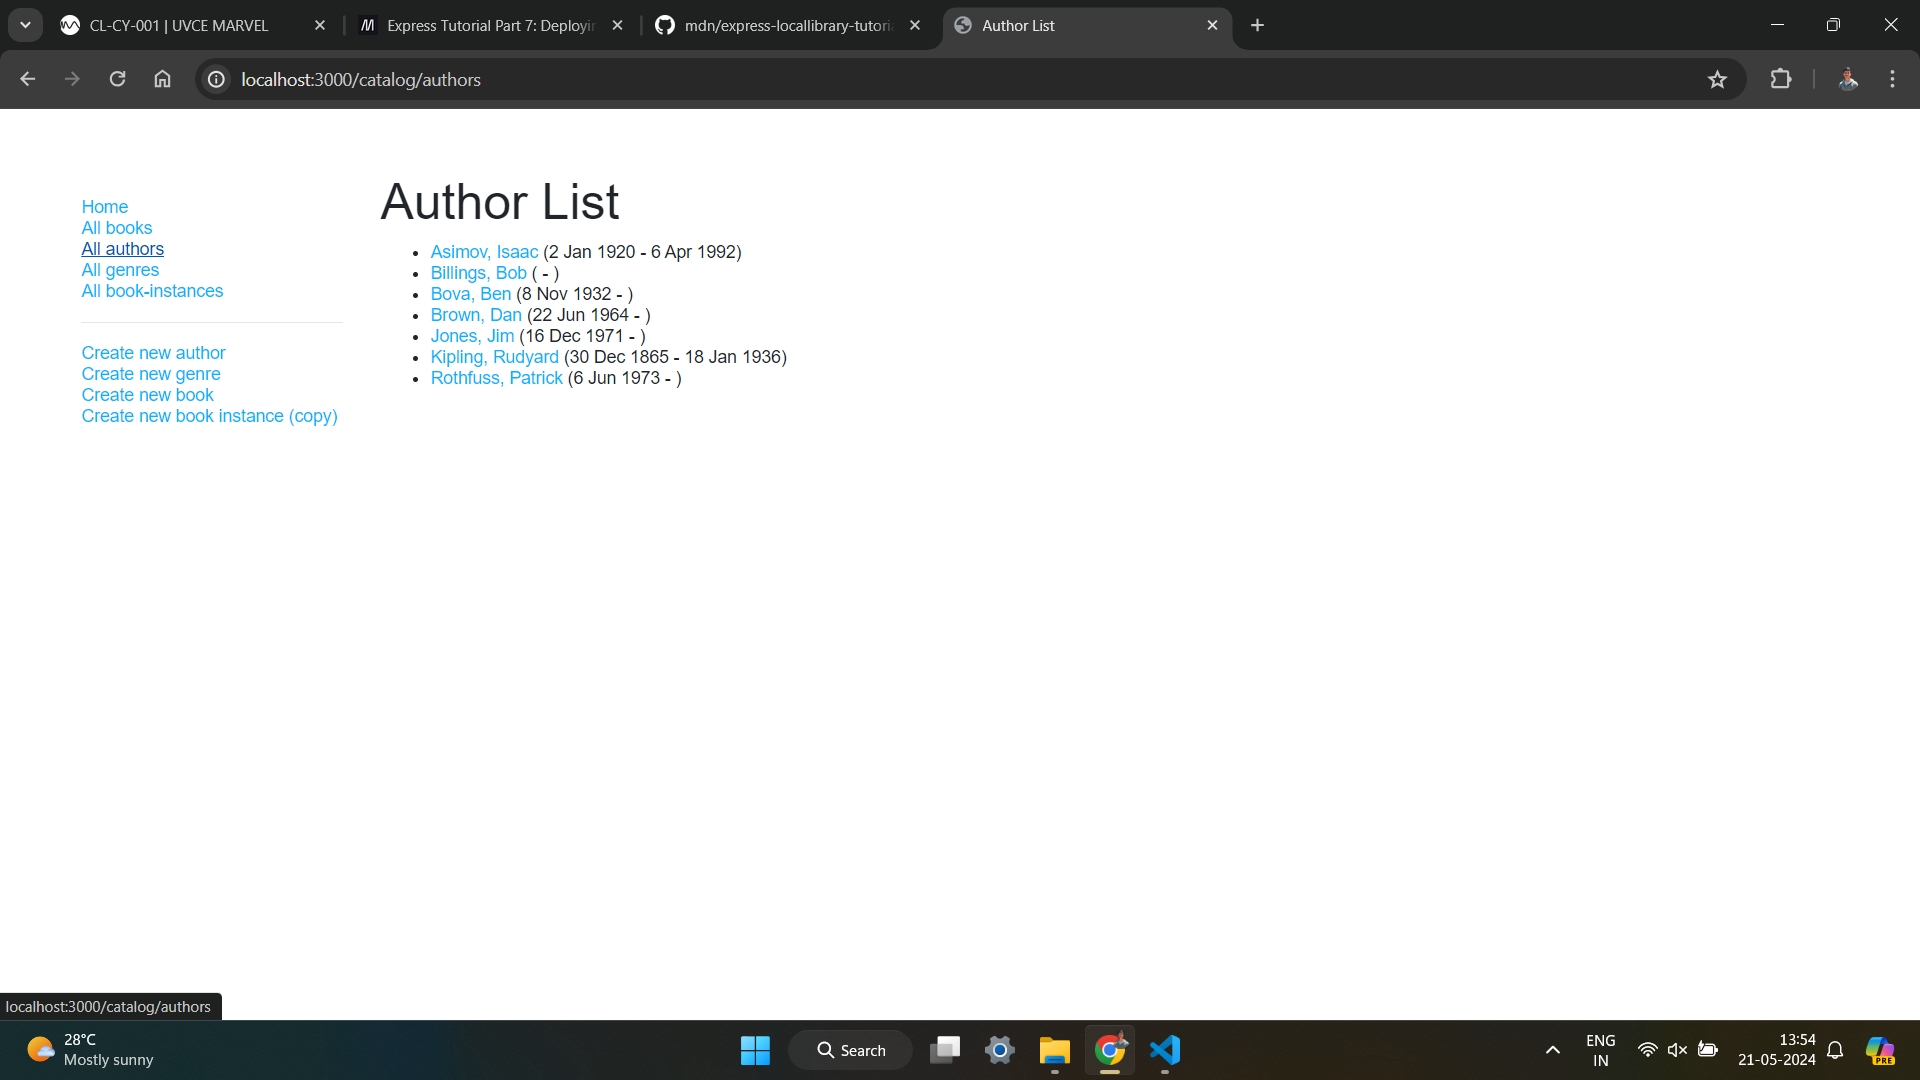 CL-CY-001 | UVCE MARVEL
Express Tutorial Part 7: Deployin
mdn/express-locallibrary-tutori
Author List
localhost:3000/catalog/authors
Home
All books
All authors
All genres
All book-instances
Create new author
Create new genre
Create new book
Create new book instance (copy)
Author List
Asimov, Isaac (2 Jan 1920 - 6 Apr 1992)
Billings, Bob ( - )
Bova, Ben (8 Nov 1932 - )
Brown, Dan (22 Jun 1964 - )
Jones, Jim (16 Dec 1971 - )
Kipling, Rudyard (30 Dec 1865 - 18 Jan 1936)
Rothfuss, Patrick (6 Jun 1973 - )
localhost:3000/catalog/authors
28°C
Mostly sunny
Search
ENG
IN
13:54
21-05-2024
PRE